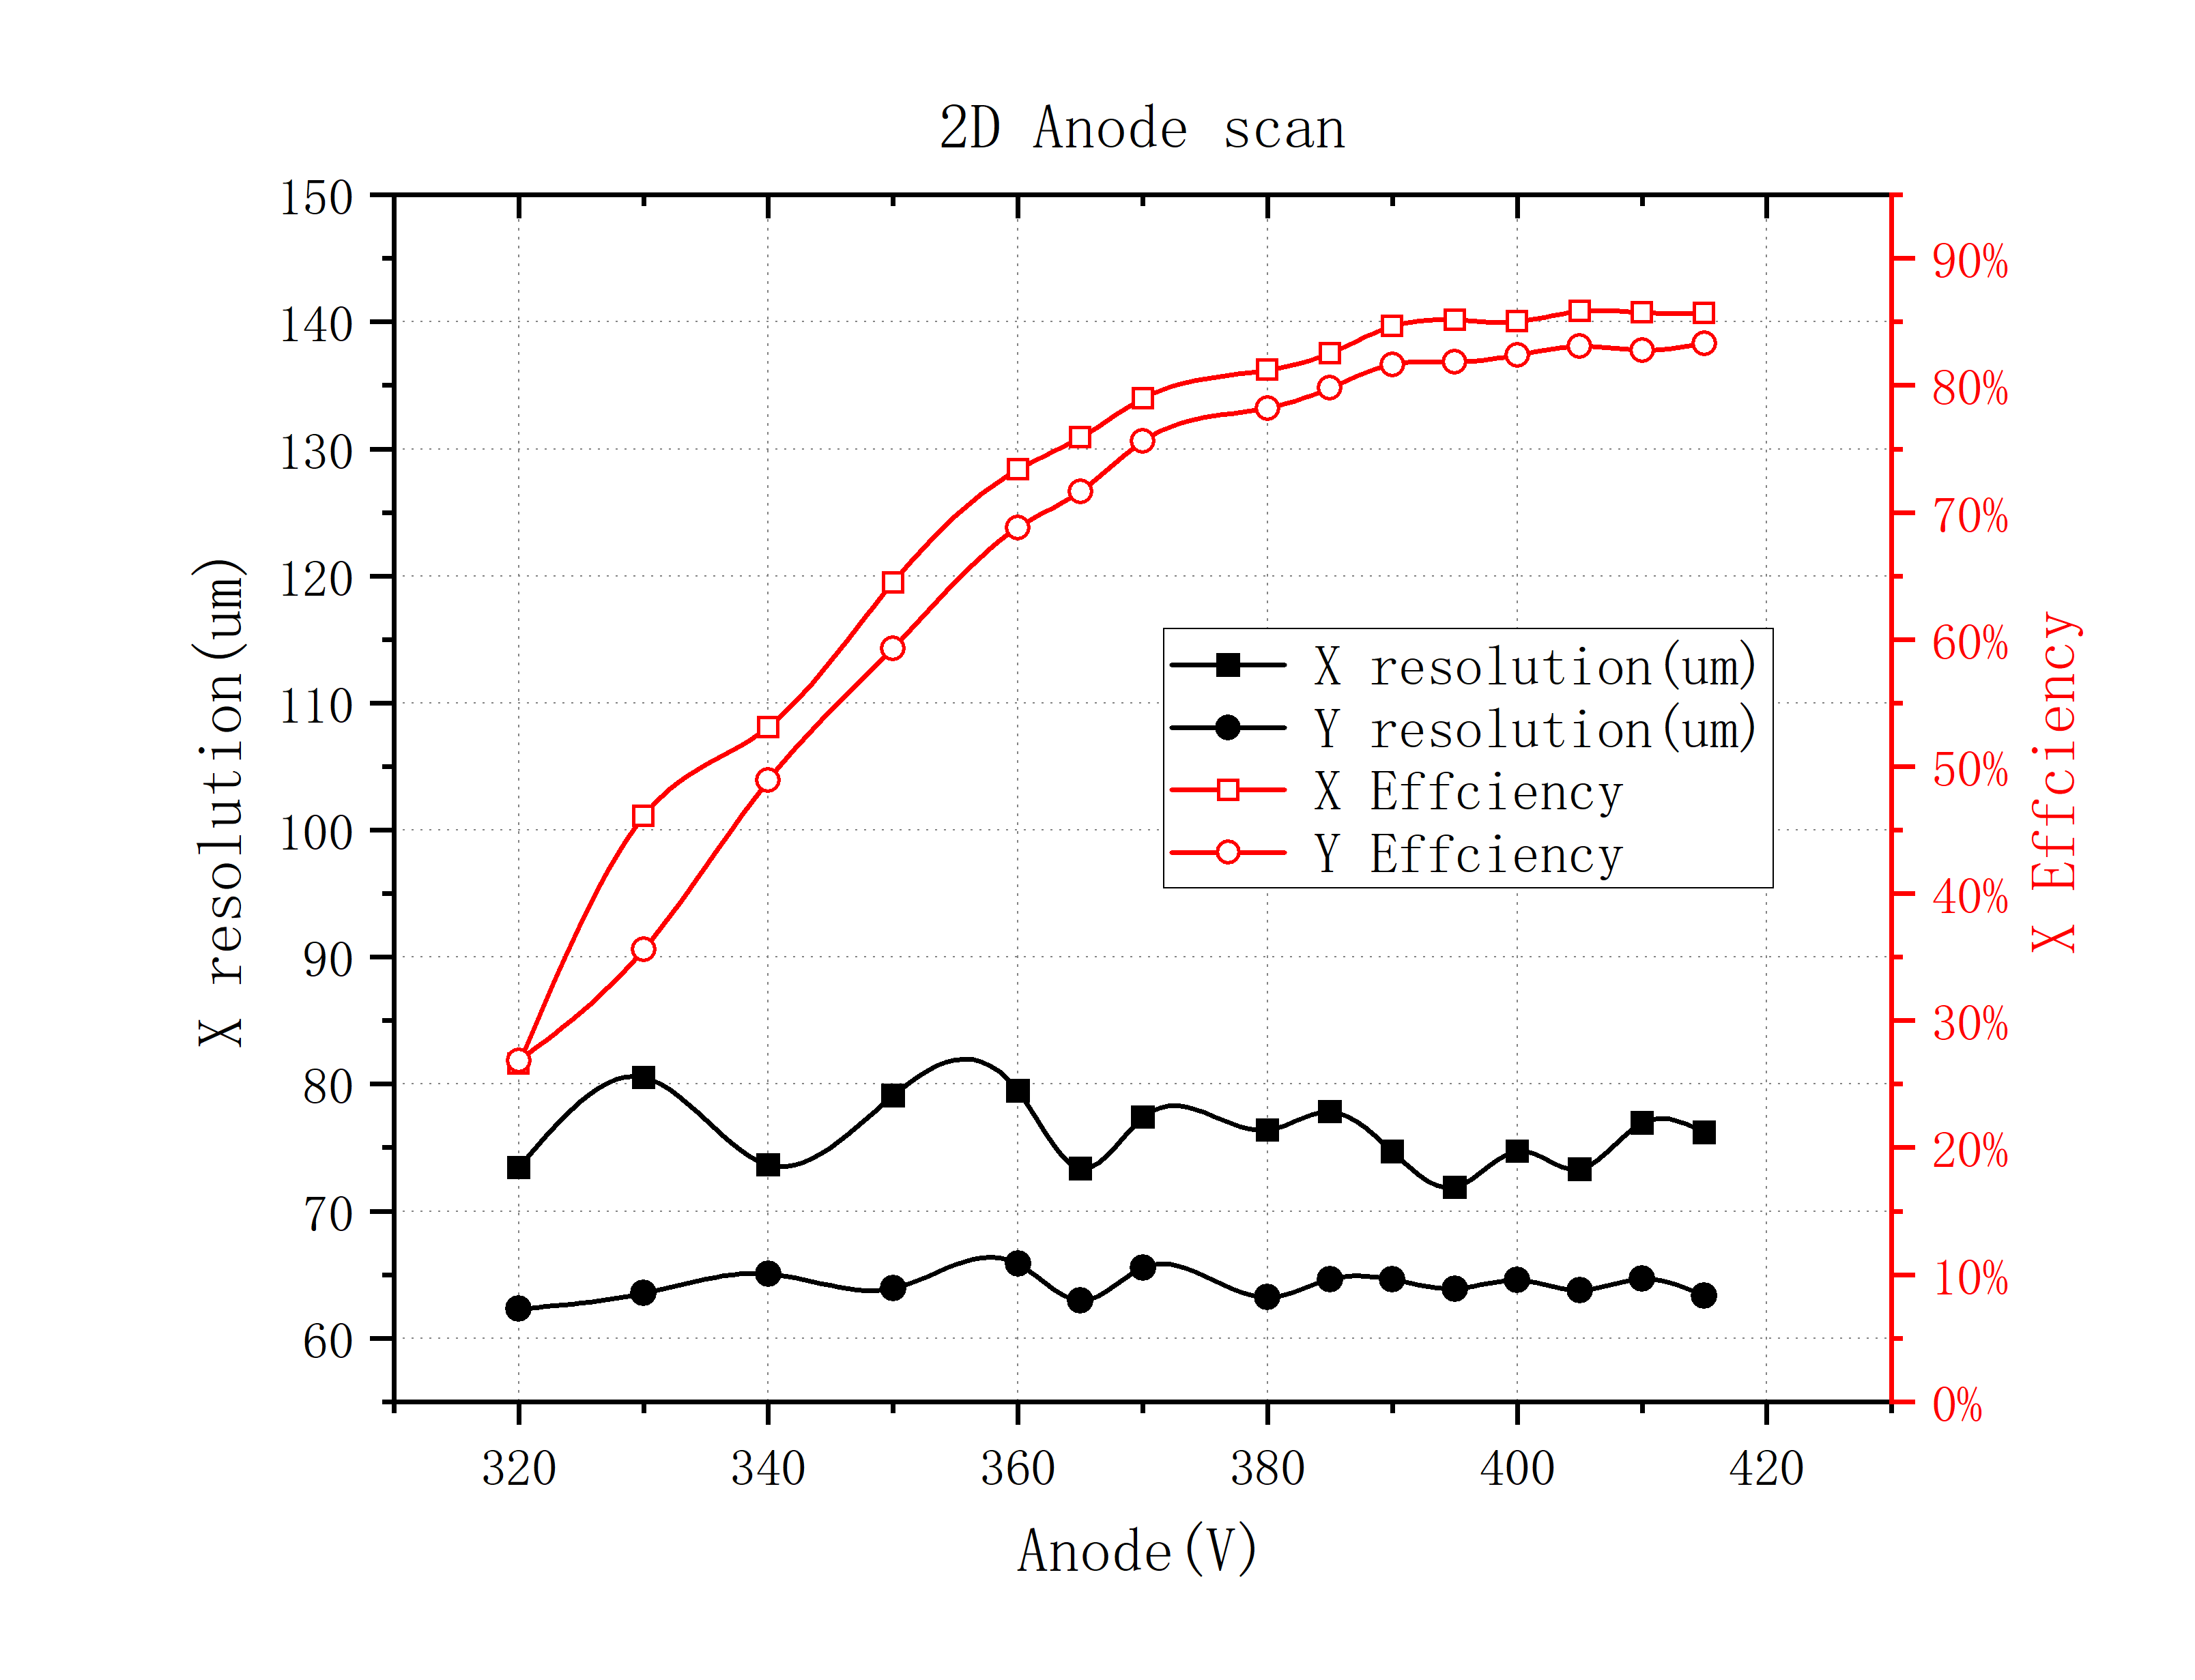 2D Anode scan
150
140
130
120
110
100
90
80
70
60
X resolution(um)
90%
80%
70%
60%
50%
40%
30%
20%
10%
0%
X Effciency
X resolution(um)
Y resolution(um)
X Effciency
Y Effciency
320 340 360 380 400 420
Anode(V)